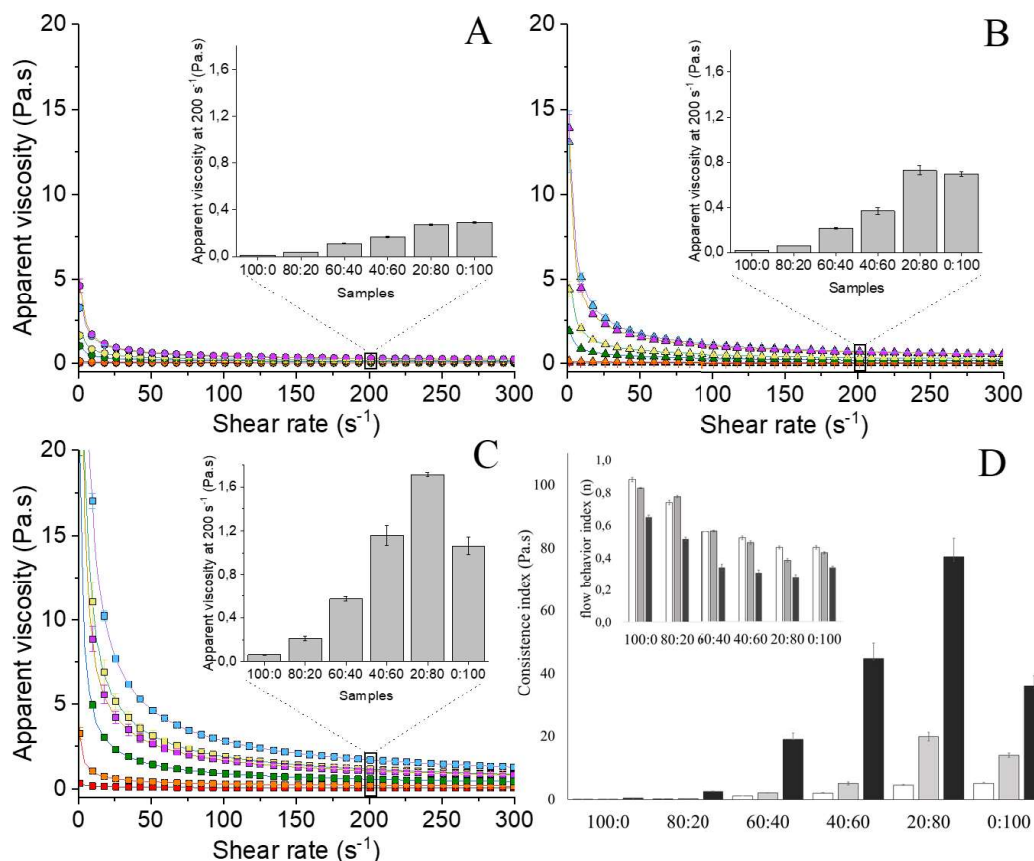 A
20
15
10
5
0
Apparent viscosity (Pa.s)
0 50 100 150 200 250 300
Shear rate (s⁻¹)
Apparent viscosity at 200 s⁻¹ (Pa.s)
1,6
1,2
0,8
0,4
0,0
100:0 80:20 60:40 40:60 20:80 0:100
Samples
B
20
15
10
5
0
Apparent viscosity (Pa.s)
0 50 100 150 200 250 300
Shear rate (s⁻¹)
Apparent viscosity at 200 s⁻¹ (Pa.s)
1,6
1,2
0,8
0,4
0,0
100:0 80:20 60:40 40:60 20:80 0:100
Samples
C
20
15
10
5
0
Apparent viscosity (Pa.s)
0 50 100 150 200 250 300
Shear rate (s⁻¹)
Apparent viscosity at 200 s⁻¹ (Pa.s)
1,6
1,2
0,8
0,4
0,0
100:0 80:20 60:40 40:60 20:80 0:100
Samples
D
100
80
60
40
20
0
Consistence index (Pa.s)
100:0 80:20 60:40 40:60 20:80 0:100
flow behavior index (n)
1,0
0,8
0,6
0,4
0,2
0,0
100:0 80:20 60:40 40:60 20:80 0:100